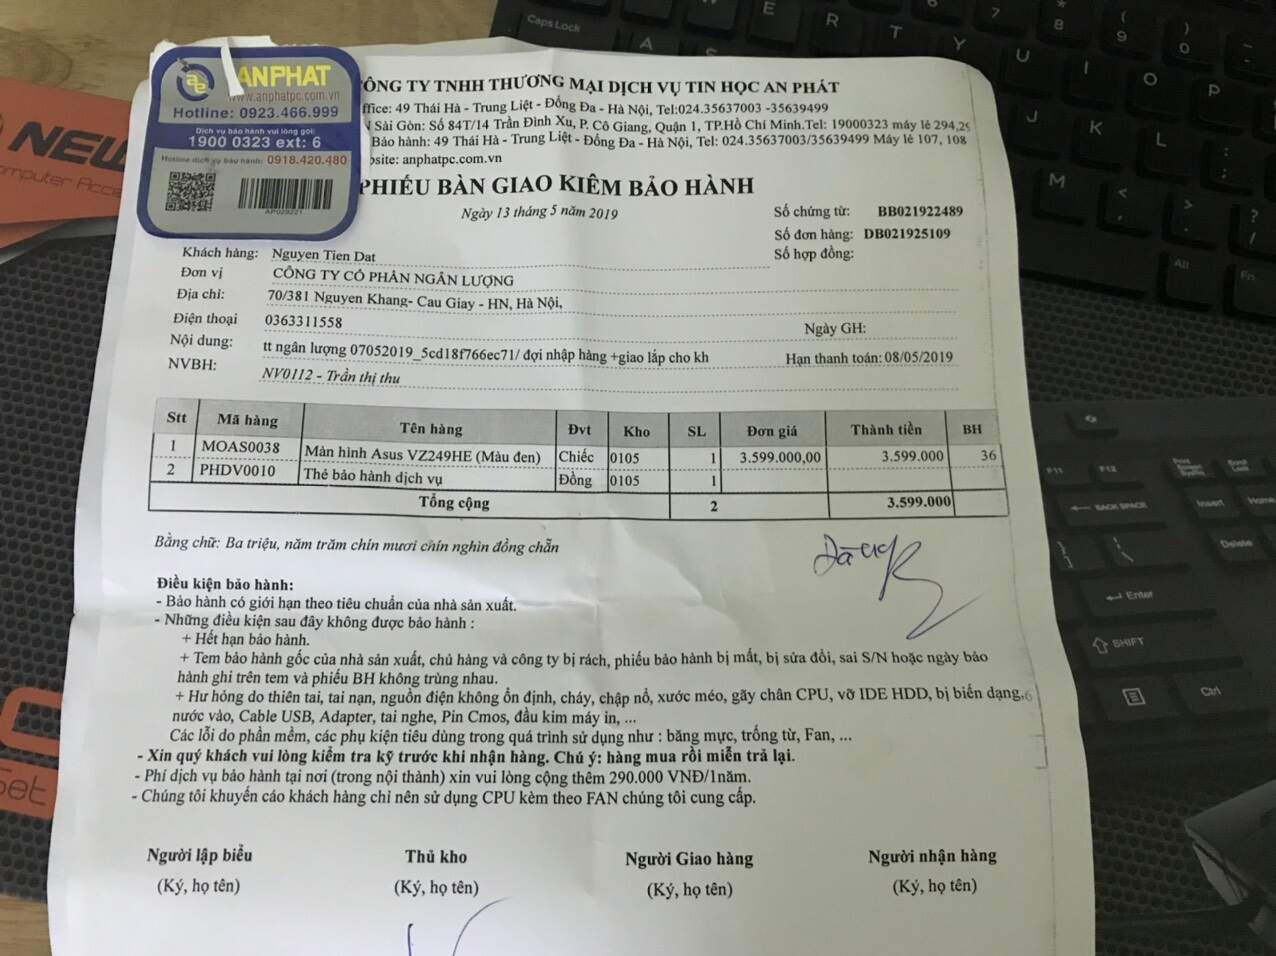 ANPHAT
www.anphatpc.com.vn
Hotline: 0923.466.999
Dịch vụ bảo hành vui lòng gọi:
1900 0323 ext: 6
Hotline dịch vụ bảo hành: 0918.420.480
AP029221
CÔNG TY TNHH THƯƠNG MẠI DỊCH VỤ TIN HỌC AN PHÁT
ffice: 49 Thái Hà - Trung Liệt - Đống Đa - Hà Nội, Tel:024.35637003 -35639499
N Sài Gòn: Số 84T/14 Trần Đình Xu, P. Cô Giang, Quận 1, TP.Hồ Chí Minh.Tel: 19000323 máy lẻ 294,29
Bảo hành: 49 Thái Hà - Trung Liệt - Đống Đa - Hà Nội, Tel: 024.35637003/35639499 Máy lẻ 107, 108
bsite: anphatpc.com.vn
PHIẾU BÀN GIAO KIÊM BẢO HÀNH
Ngày 13 tháng 5 năm 2019
Số chứng từ: BB021922489
Số đơn hàng: DB021925109
Số hợp đồng:
Khách hàng: Nguyen Tien Dat
Đơn vị CÔNG TY CỔ PHẦN NGÂN LƯỢNG
Địa chỉ: 70/381 Nguyen Khang- Cau Giay - HN, Hà Nội,
Điện thoại 0363311558 Ngày GH:
Nội dung: tt ngân lượng 07052019_5cd18f766ec71/ đợi nhập hàng +giao lắp cho kh Hạn thanh toán: 08/05/2019
NVBH: NV0112 - Trần thị thu
Stt Mã hàng Tên hàng Đvt Kho SL Đơn giá Thành tiền BH
1 MOAS0038 Màn hình Asus VZ249HE (Màu đen) Chiếc 0105 1 3.599.000,00 3.599.000 36
2 PHDV0010 Thẻ bảo hành dịch vụ Đồng 0105 1
Tổng cộng 2 3.599.000
Bằng chữ: Ba triệu, năm trăm chín mươi chín nghìn đồng chẵn
Điều kiện bảo hành:
- Bảo hành có giới hạn theo tiêu chuẩn của nhà sản xuất.
- Những điều kiện sau đây không được bảo hành :
+ Hết hạn bảo hành.
+ Tem bảo hành gốc của nhà sản xuất, chủ hàng và công ty bị rách, phiếu bảo hành bị mất, bị sửa đổi, sai S/N hoặc ngày bảo
hành ghi trên tem và phiếu BH không trùng nhau.
+ Hư hỏng do thiên tai, tai nạn, nguồn điện không ổn định, cháy, chập nổ, xước méo, gãy chân CPU, vỡ IDE HDD, bị biến dạng,
nước vào, Cable USB, Adapter, tai nghe, Pin Cmos, đầu kim máy in, ...
Các lỗi do phần mềm, các phụ kiện tiêu dùng trong quá trình sử dụng như : băng mực, trống từ, Fan, ...
- Xin quý khách vui lòng kiểm tra kỹ trước khi nhận hàng. Chú ý: hàng mua rồi miễn trả lại.
- Phí dịch vụ bảo hành tại nơi (trong nội thành) xin vui lòng cộng thêm 290.000 VNĐ/1năm.
- Chúng tôi khuyến cáo khách hàng chỉ nên sử dụng CPU kèm theo FAN chúng tôi cung cấp.
Người lập biểu Thủ kho Người Giao hàng Người nhận hàng
(Ký, họ tên) (Ký, họ tên) (Ký, họ tên) (Ký, họ tên)
NEW
omputer Acce
Set
Caps Lock
E R T Y U I O P
A J K L
M
Alt Fn
F11 F12
BACK SPACE
Insert Home
Delete
Enter
SHIFT
Ctrl